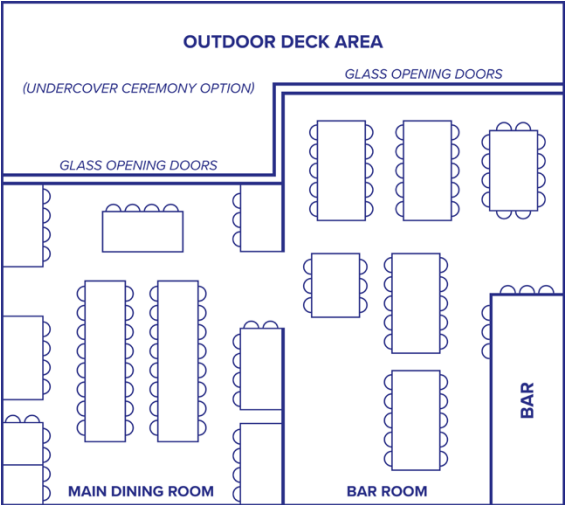 OUTDOOR DECK AREA
GLASS OPENING DOORS
(UNDERCOVER CEREMONY OPTION)
GLASS OPENING DOORS
BAR
MAIN DINING ROOM
BAR ROOM